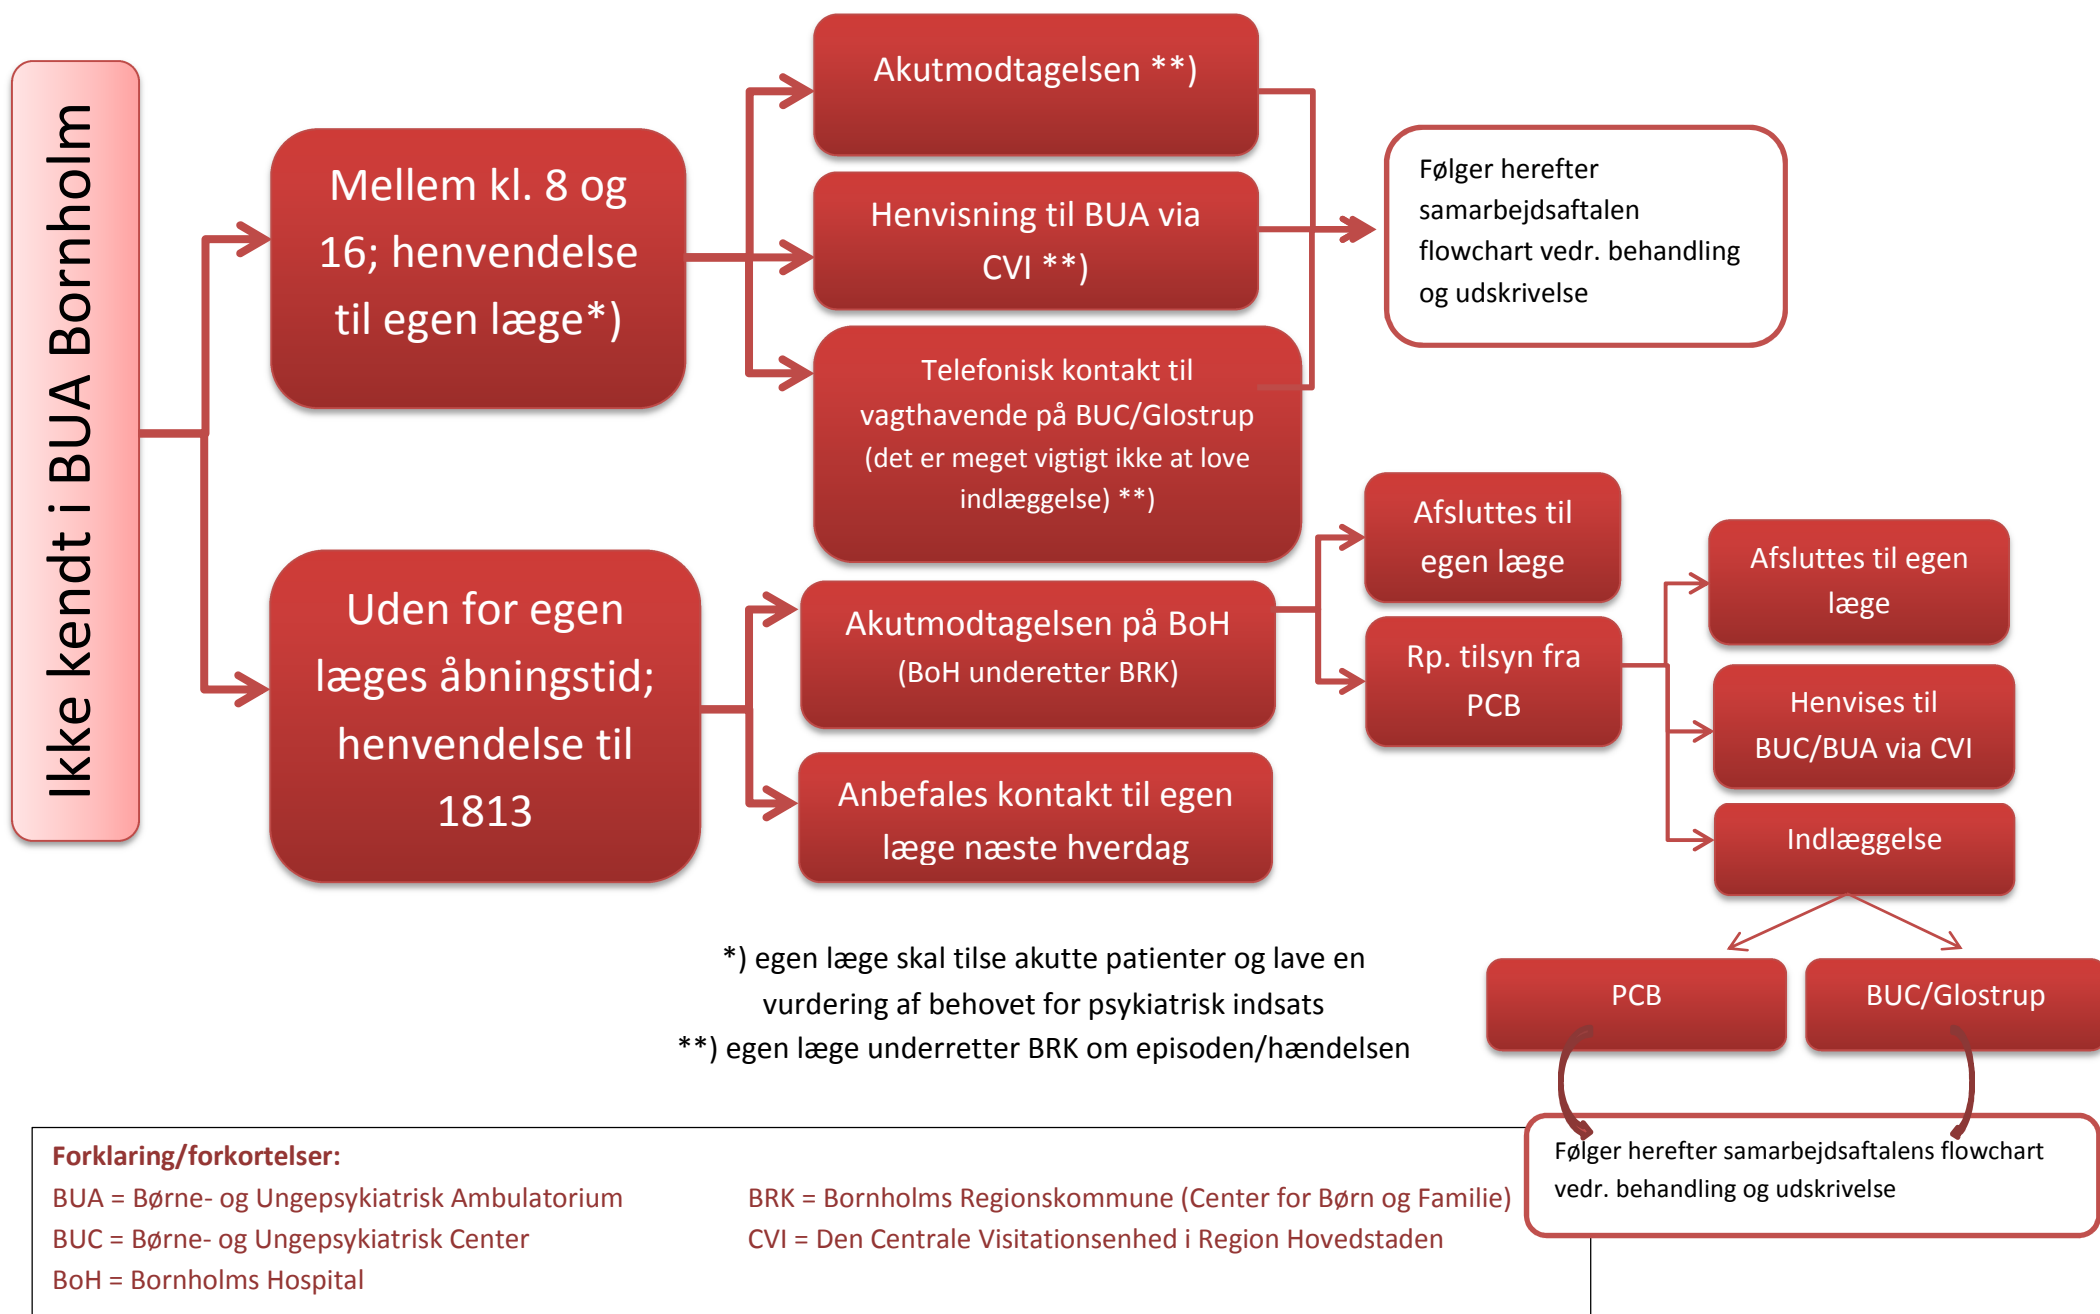 Ikke kendt i BUA Bornholm
Mellem kl. 8 og
16; henvendelse
til egen læge*)
Akutmodtagelsen **)
Henvisning til BUA via
CVI **)
Telefonisk kontakt til
vagthavende på BUC/Glostrup
(det er meget vigtigt ikke at love
indlæggelse) **)
Følger herefter
samarbejdsaftalen
flowchart vedr. behandling
og udskrivelse
Uden for egen
læges åbningstid;
henvendelse til
1813
Akutmodtagelsen på BoH
(BoH underetter BRK)
Anbefales kontakt til egen
læge næste hverdag
Afsluttes til
egen læge
Rp. tilsyn fra
PCB
Afsluttes til egen
læge
Henvises til
BUC/BUA via CVI
Indlæggelse
PCB
BUC/Glostrup
Følger herefter samarbejdsaftalens flowchart
vedr. behandling og udskrivelse
*) egen læge skal tilse akutte patienter og lave en
vurdering af behovet for psykiatrisk indsats
**) egen læge underretter BRK om episoden/hændelsen
Forklaring/forkortelser:
BUA = Børne- og Ungepsykiatrisk Ambulatorium
BUC = Børne- og Ungepsykiatrisk Center
BoH = Bornholms Hospital
BRK = Bornholms Regionskommune (Center for Børn og Familie)
CVI = Den Centrale Visitationsenhed i Region Hovedstaden